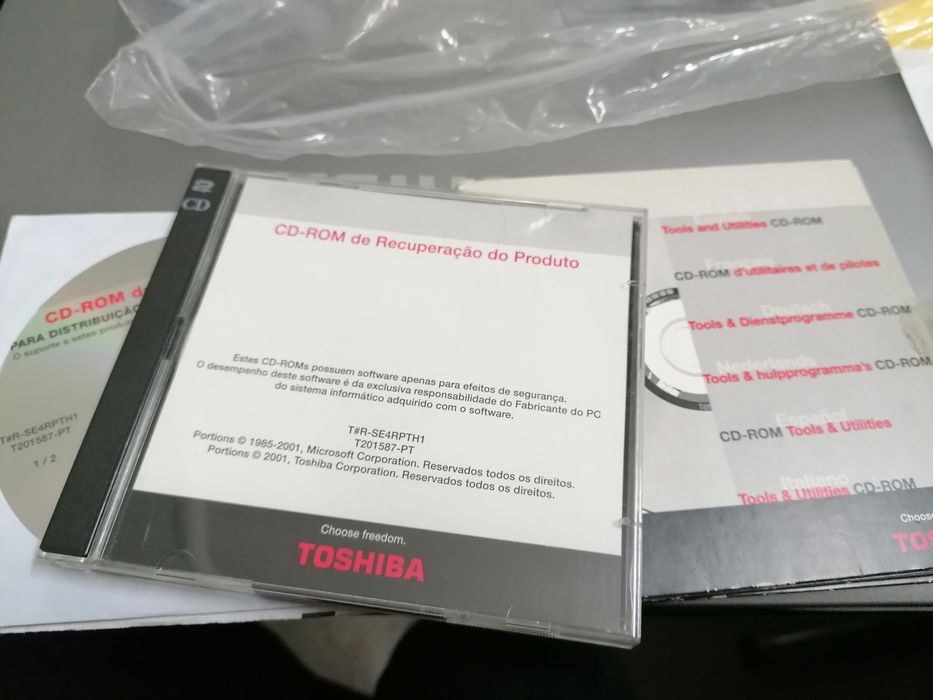 CD-ROM d
PARA DISTRIBUIÇÃ
O suporte a estes produt
T#R-SE4RPTH1
T201587-PT
1 / 2
2
CD
CD-ROM de Recuperação do Produto
Estes CD-ROMs possuem software apenas para efeitos de segurança.
O desempenho deste software é da exclusiva responsabilidade do Fabricante do PC
do sistema informático adquirido com o software.
T#R-SE4RPTH1
T201587-PT
Portions © 1985-2001, Microsoft Corporation. Reservados todos os direitos.
Portions © 2001, Toshiba Corporation. Reservados todos os direitos.
Choose freedom.
TOSHIBA
English
Tools and Utilities CD-ROM
Français
CD-ROM d'utilitaires et de pilotes
Deutsch
Tools & Dienstprogramme CD-ROM
Nederlands
Tools & hulpprogramma's CD-ROM
Español
CD-ROM Tools & Utilities
Italiano
Tools & Utilities CD-ROM
Choose
TOS